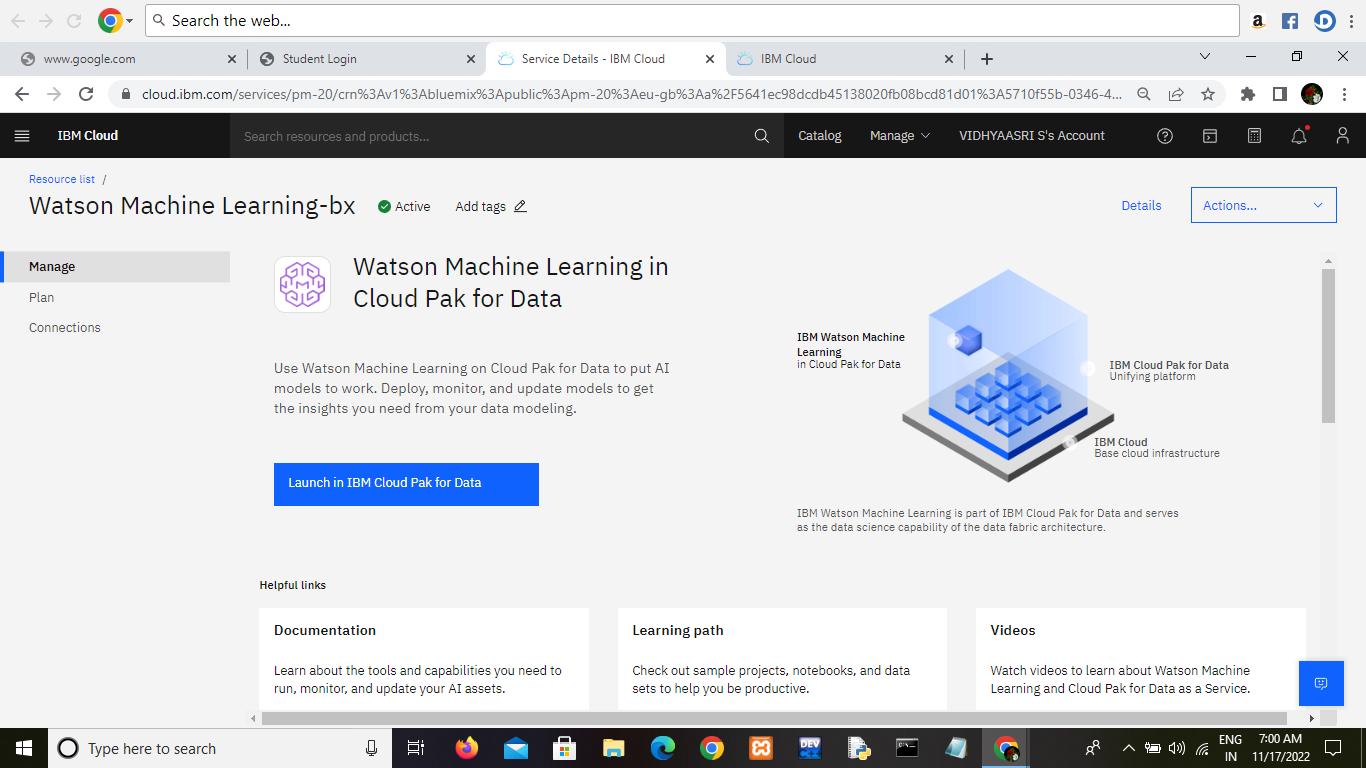 Search the web...
www.google.com
Student Login
Service Details - IBM Cloud
IBM Cloud
cloud.ibm.com/services/pm-20/crn%3Av1%3Abluemix%3Apublic%3Apm-20%3Aeu-gb%3Aa%2F5641ec98dcdb45138020fb08bcd81d01%3A5710f55b-0346-4...
IBM Cloud
Search resources and products...
Catalog
Manage
VIDHYAASRI S's Account
Resource list /
Watson Machine Learning-bx
Active
Add tags
Details
Actions...
Manage
Plan
Connections
Watson Machine Learning in
Cloud Pak for Data
Use Watson Machine Learning on Cloud Pak for Data to put AI
models to work. Deploy, monitor, and update models to get
the insights you need from your data modeling.
Launch in IBM Cloud Pak for Data
IBM Watson Machine
Learning
in Cloud Pak for Data
IBM Cloud Pak for Data
Unifying platform
IBM Cloud
Base cloud infrastructure
IBM Watson Machine Learning is part of IBM Cloud Pak for Data and serves
as the data science capability of the data fabric architecture.
Helpful links
Documentation
Learn about the tools and capabilities you need to
run, monitor, and update your AI assets.
Learning path
Check out sample projects, notebooks, and data
sets to help you be productive.
Videos
Watch videos to learn about Watson Machine
Learning and Cloud Pak for Data as a Service.
Type here to search
DEV
ENG
IN
7:00 AM
11/17/2022